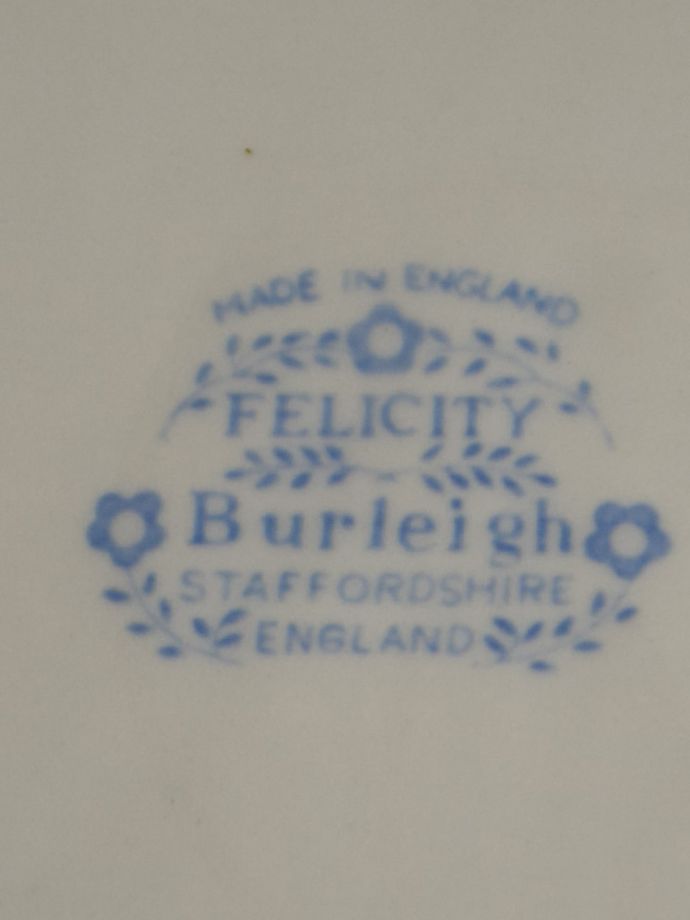 MADE IN ENGLAND
FELICITY
Burleigh
STAFFORDSHIRE
ENGLAND